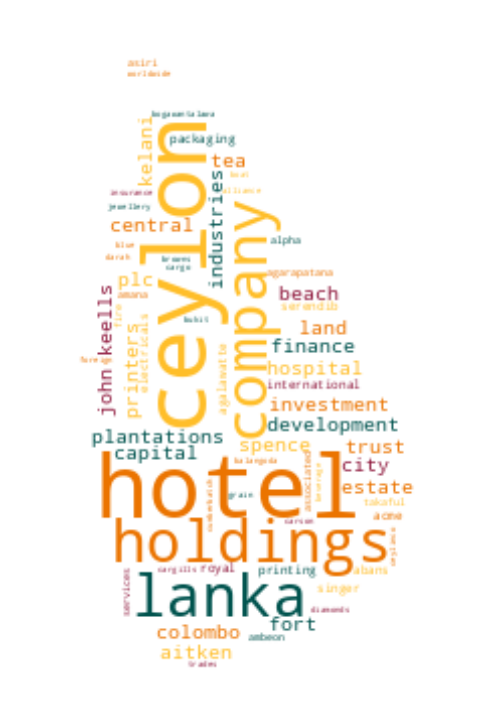 asiri
worldwide
bogawantalawa
packaging
kelani
tea
ceylon
industries
insurance
alliance
jewellery
company
central
alpha
blue
browns
cargo
agarapatana
plc
beach
amana
serendib
john keells
fire
land
printers
electricals
finance
agalawatte
hospital
international
investment
development
plantations
capital
spence
trust
balangoda
city
hotel
associated
beverage
estate
grain
takaful
carson
acme
holdings
ceylinco
cargills
royal
printing
abans
services
lanka
singer
diamonds
fort
colombo
ambeon
aitken
trades